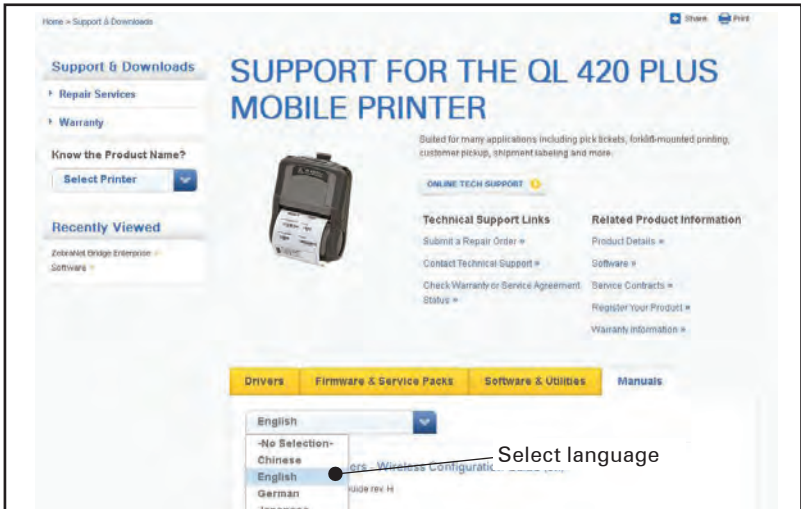 Home > Support & Downloads
Share Print
Support & Downloads
Repair Services
Warranty
Know the Product Name?
Select Printer
Recently Viewed
ZebraNet Bridge Enterprise
Software
SUPPORT FOR THE QL 420 PLUS
MOBILE PRINTER
Suited for many applications including pick tickets, forklift-mounted printing,
customer pickup, shipment labeling and more.
ONLINE TECH SUPPORT
Technical Support Links
Submit a Repair Order »
Contact Technical Support »
Check Warranty or Service Agreement
Status »
Related Product Information
Product Details »
Software »
Service Contracts »
Register Your Product »
Warranty Information »
Drivers Firmware & Service Packs Software & Utilities Manuals
English
-No Selection-
Chinese
English
German
Japanese
ers - Wireless Configuration
Guide rev H
Select language